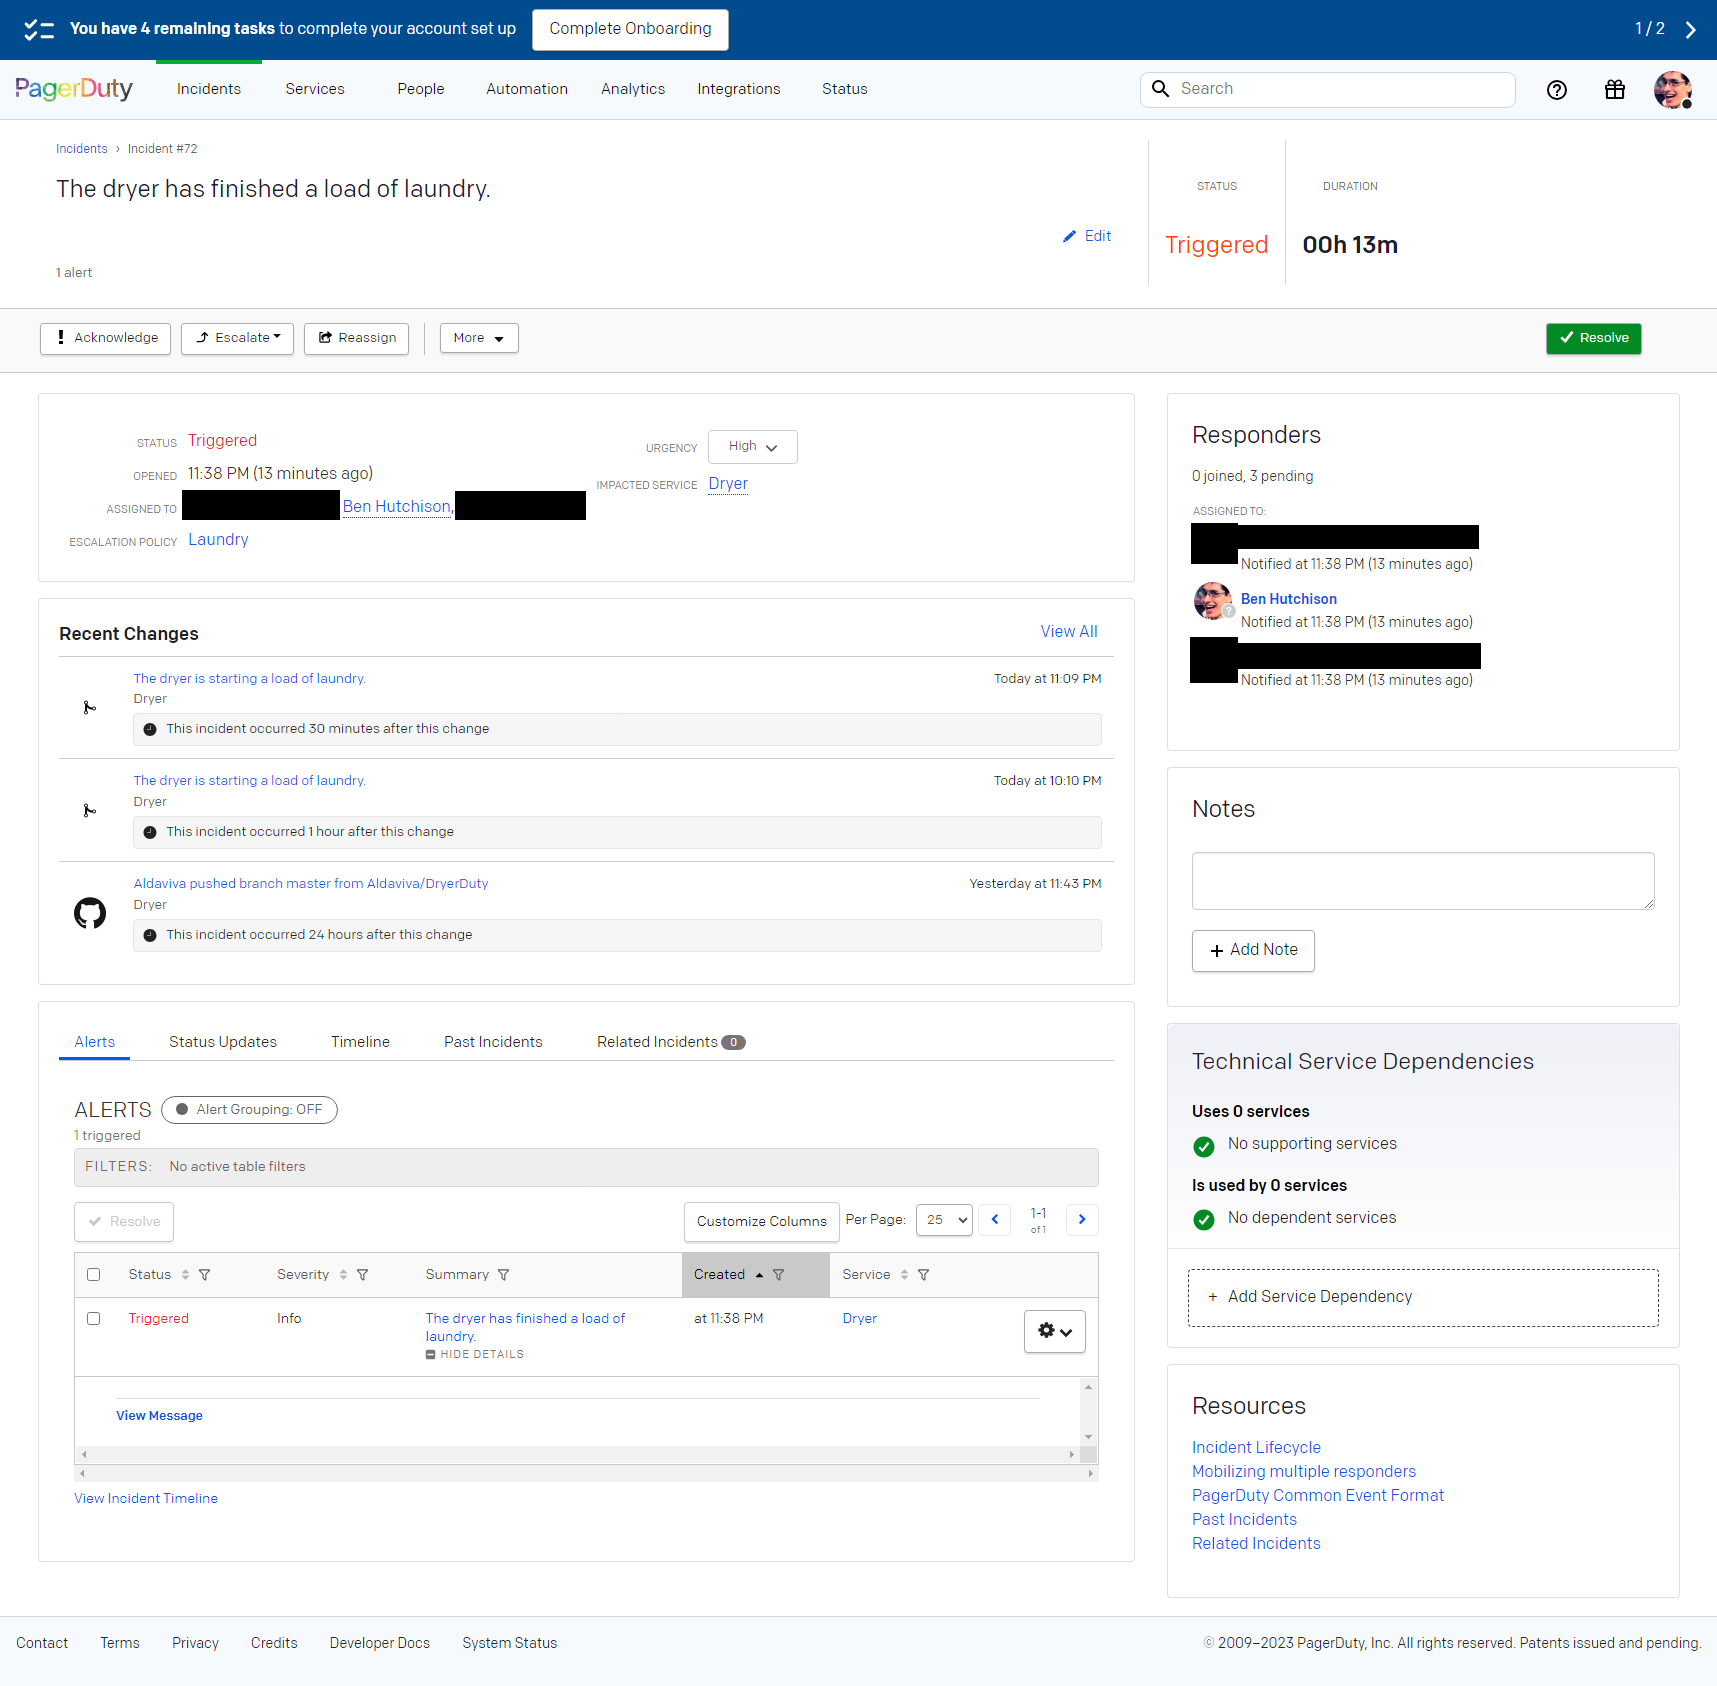 You have 4 remaining tasks to complete your account set up
Complete Onboarding
1 / 2
PagerDuty
Incidents
Services
People
Automation
Analytics
Integrations
Status
Search
Incidents › Incident #72
The dryer has finished a load of laundry.
Edit
1 alert
STATUS
Triggered
DURATION
00h 13m
Acknowledge
Escalate
Reassign
More
Resolve
STATUS Triggered
OPENED 11:38 PM (13 minutes ago)
ASSIGNED TO Ben Hutchison,
ESCALATION POLICY Laundry
URGENCY High
IMPACTED SERVICE Dryer
Recent Changes
View All
The dryer is starting a load of laundry.
Today at 11:09 PM
Dryer
This incident occurred 30 minutes after this change
The dryer is starting a load of laundry.
Today at 10:10 PM
Dryer
This incident occurred 1 hour after this change
Aldaviva pushed branch master from Aldaviva/DryerDuty
Yesterday at 11:43 PM
Dryer
This incident occurred 24 hours after this change
Alerts
Status Updates
Timeline
Past Incidents
Related Incidents 0
ALERTS
Alert Grouping: OFF
1 triggered
FILTERS: No active table filters
Resolve
Customize Columns
Per Page: 25
1-1
of 1
Status
Severity
Summary
Created
Service
Triggered
Info
The dryer has finished a load of
laundry.
HIDE DETAILS
at 11:38 PM
Dryer
View Message
View Incident Timeline
Responders
0 joined, 3 pending
ASSIGNED TO:
Notified at 11:38 PM (13 minutes ago)
Ben Hutchison
Notified at 11:38 PM (13 minutes ago)
Notified at 11:38 PM (13 minutes ago)
Notes
+ Add Note
Technical Service Dependencies
Uses 0 services
No supporting services
Is used by 0 services
No dependent services
+ Add Service Dependency
Resources
Incident Lifecycle
Mobilizing multiple responders
PagerDuty Common Event Format
Past Incidents
Related Incidents
Contact
Terms
Privacy
Credits
Developer Docs
System Status
© 2009–2023 PagerDuty, Inc. All rights reserved. Patents issued and pending.